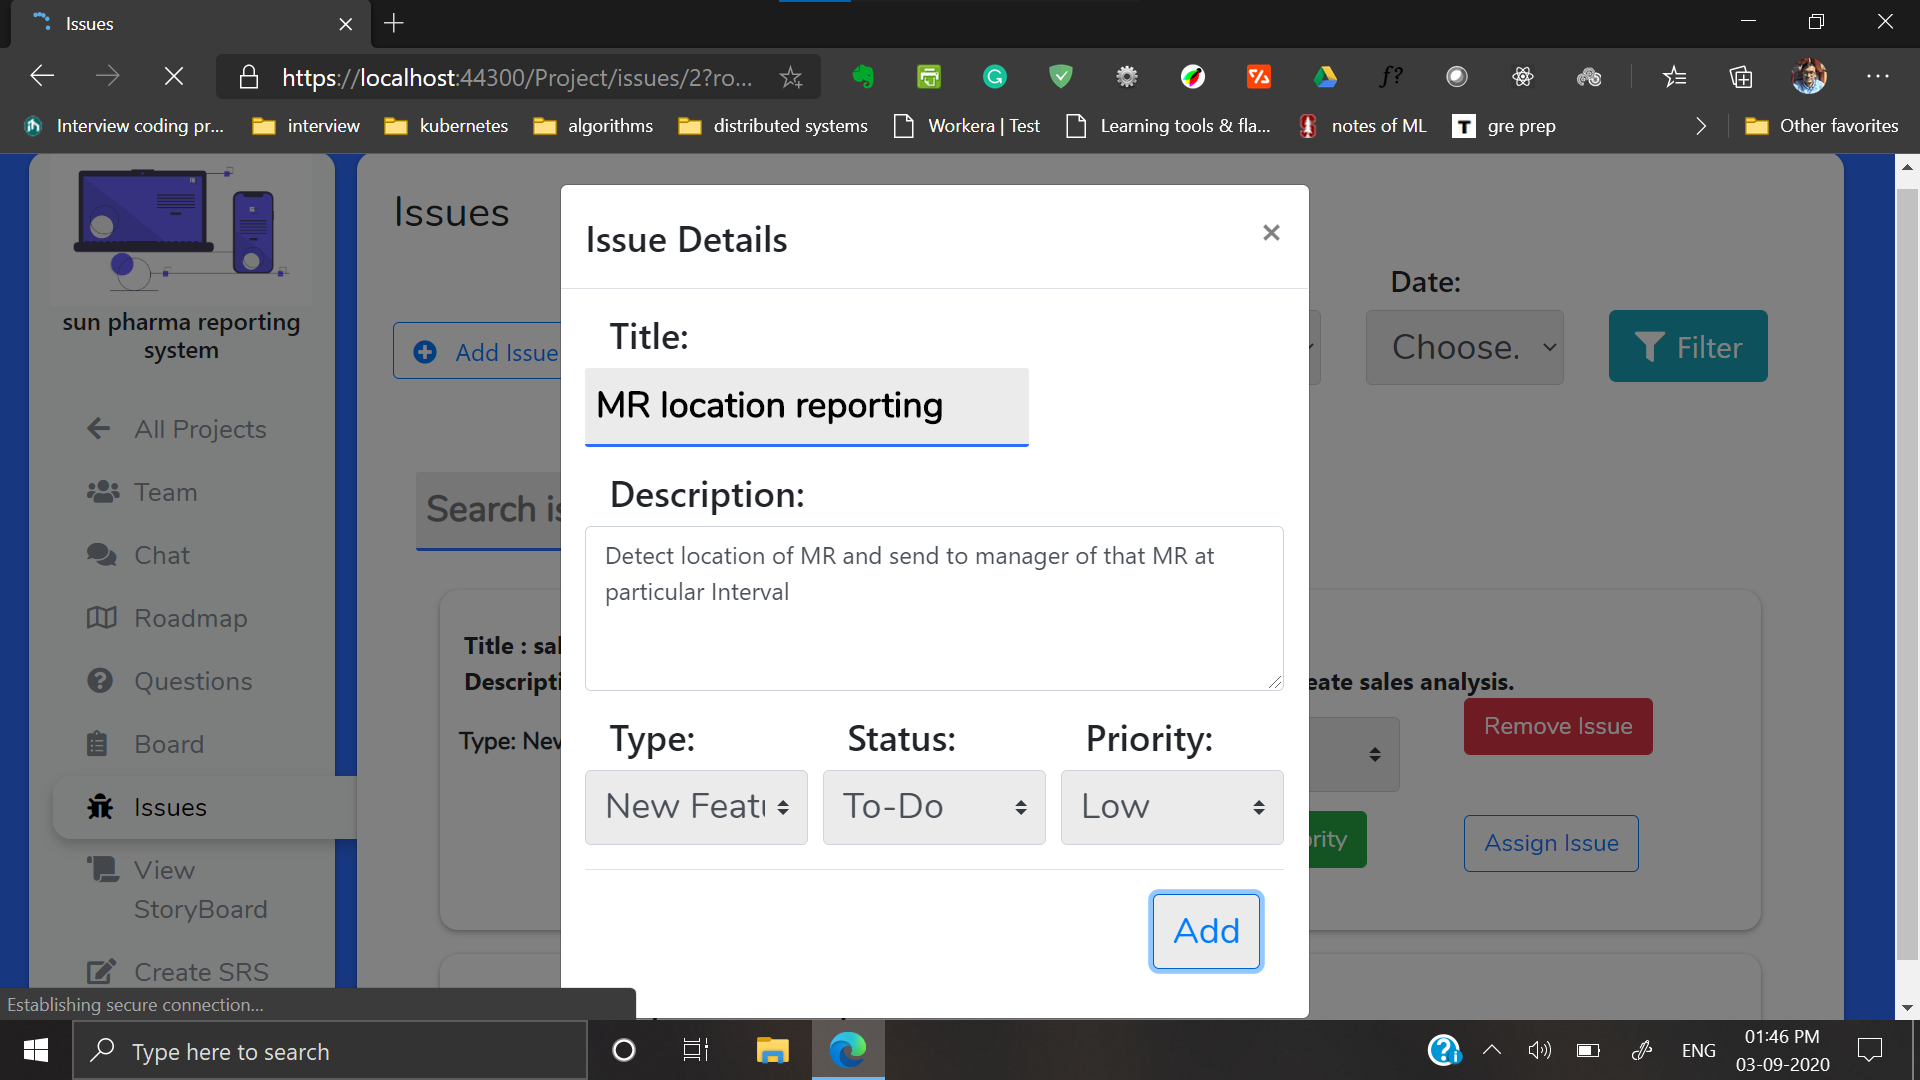 Issues
https://localhost:44300/Project/issues/2?ro...
Interview coding pr...
interview
kubernetes
algorithms
distributed systems
Workera | Test
Learning tools & fla...
notes of ML
T gre prep
Other favorites
sun pharma reporting
system
All Projects
Team
Chat
Roadmap
Questions
Board
Issues
View
StoryBoard
Create SRS
Issues
Add Issue
Date:
Choose.
Filter
Search is
Title : sal
Descripti
eate sales analysis.
Type: New
Remove Issue
ority
Assign Issue
Issue Details
×
Title:
MR location reporting
Description:
Detect location of MR and send to manager of that MR at
particular Interval
Type:
Status:
Priority:
New Featu
To-Do
Low
Add
Establishing secure connection...
Type here to search
ENG
01:46 PM
03-09-2020